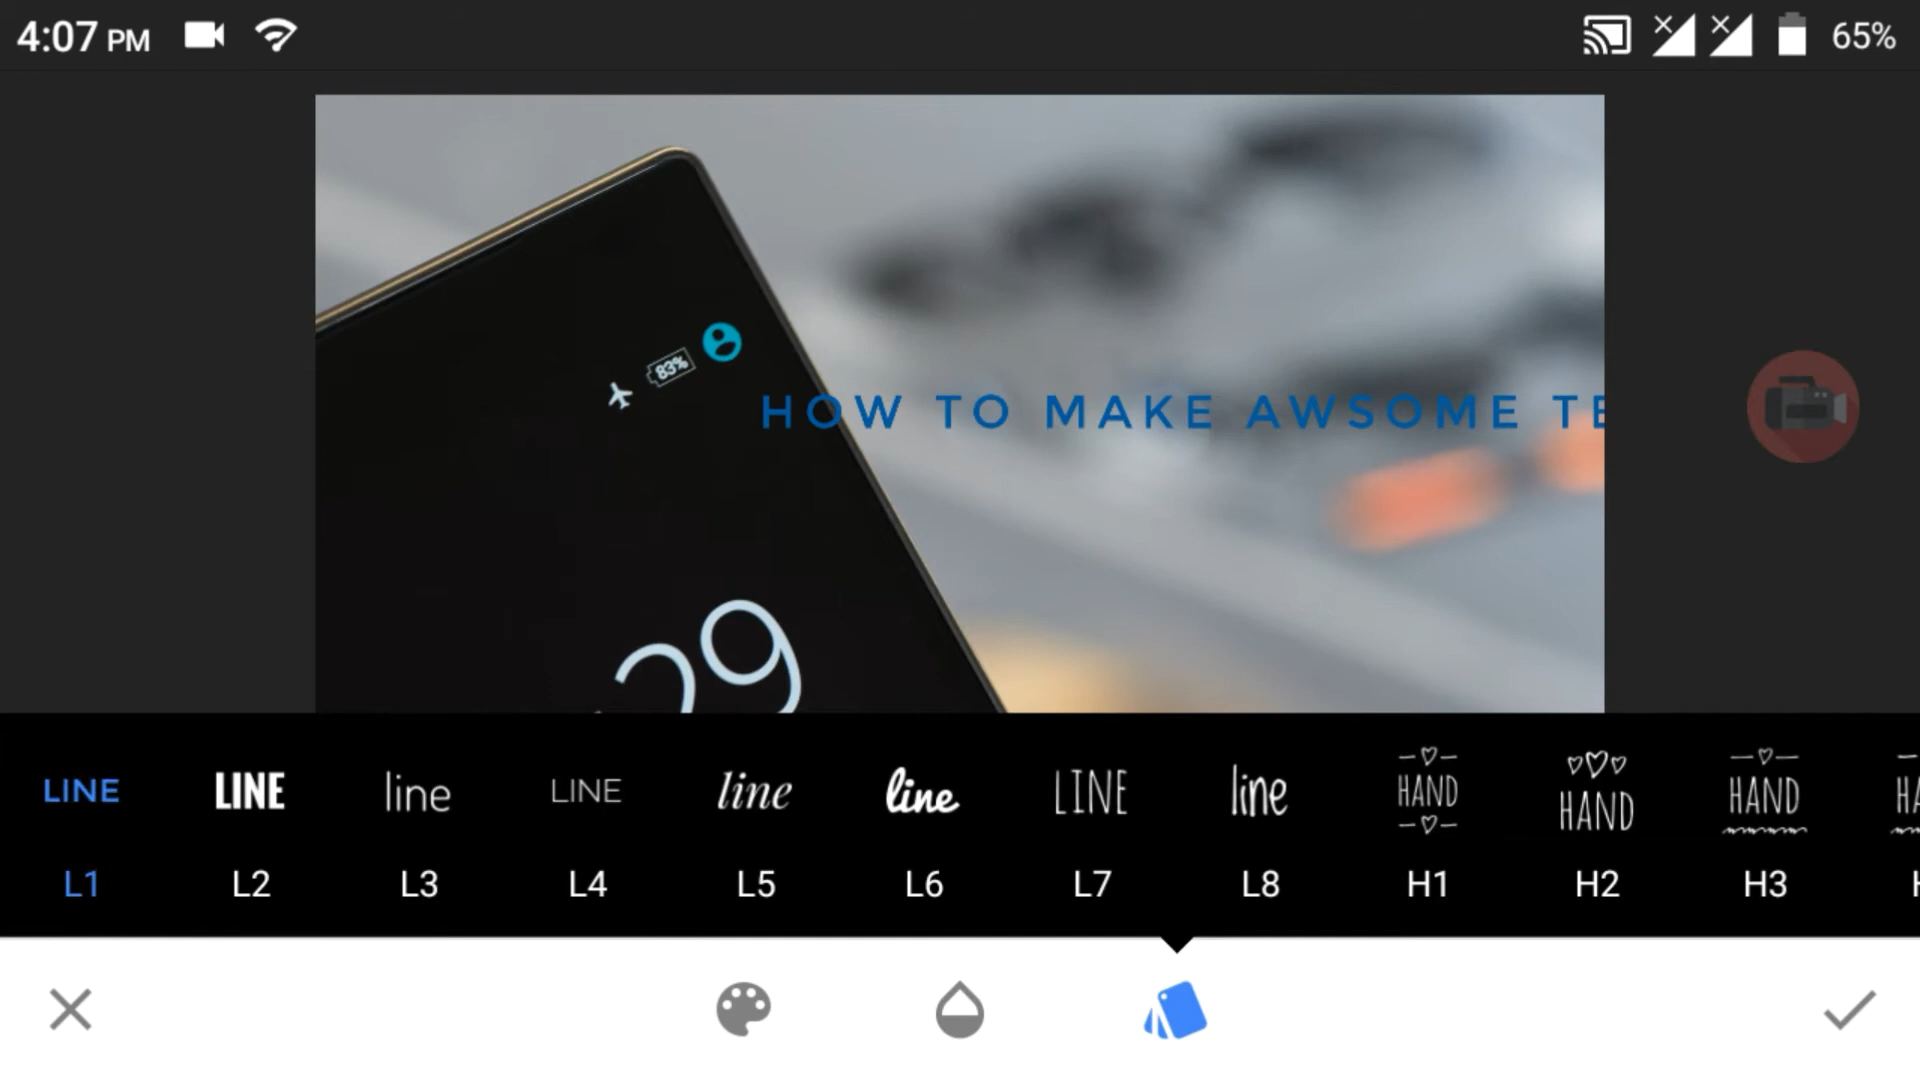 4:07 PM
65%
83%
HOW TO MAKE AWSOME TE
29
LINE LINE line LINE line line LINE line HAND HAND HAND HA
L1 L2 L3 L4 L5 L6 L7 L8 H1 H2 H3 H